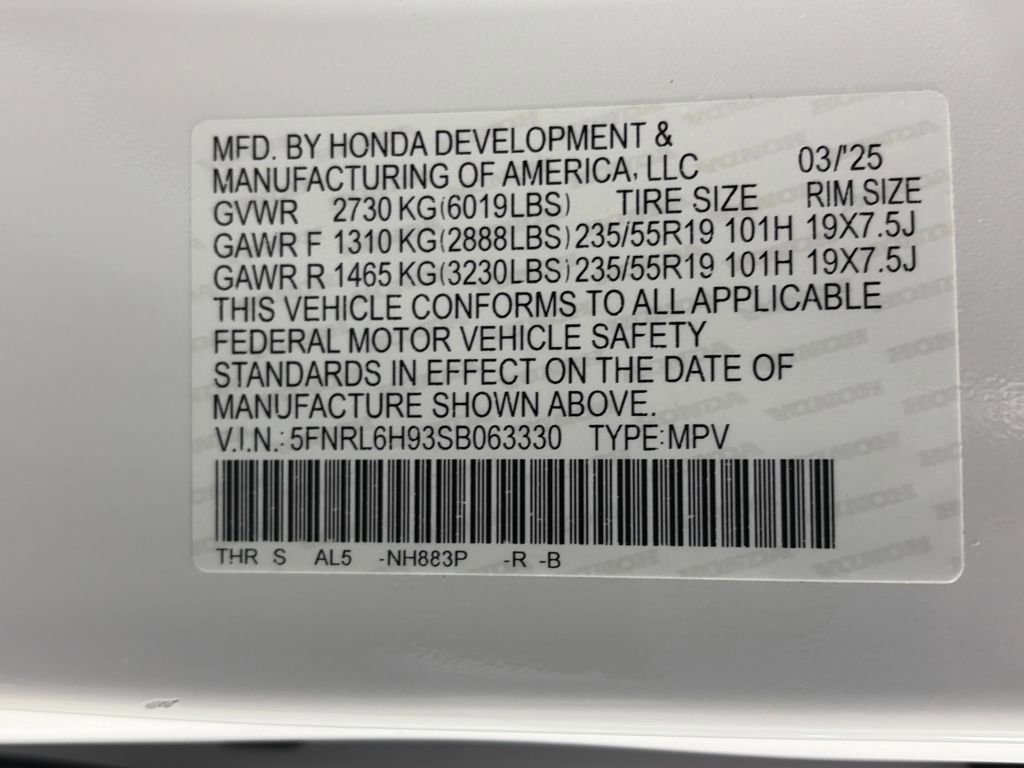 MFD. BY HONDA DEVELOPMENT &
MANUFACTURING OF AMERICA, LLC 03/'25
GVWR 2730 KG(6019LBS) TIRE SIZE RIM SIZE
GAWR F 1310 KG(2888LBS) 235/55R19 101H 19X7.5J
GAWR R 1465 KG(3230LBS) 235/55R19 101H 19X7.5J
THIS VEHICLE CONFORMS TO ALL APPLICABLE
FEDERAL MOTOR VEHICLE SAFETY
STANDARDS IN EFFECT ON THE DATE OF
MANUFACTURE SHOWN ABOVE.
V.I.N.: 5FNRL6H93SB063330 TYPE: MPV
THR S AL5 -NH883P -R -B